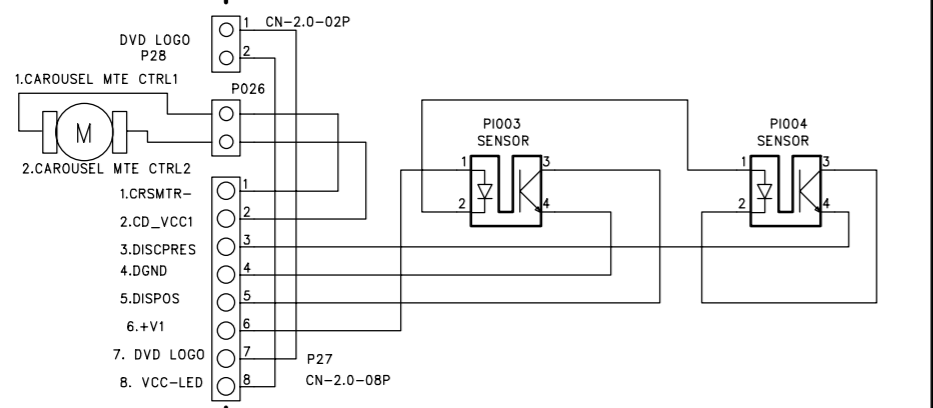 1 CN-2.0-02P
DVD LOGO
P28
2
1.CAROUSEL MTE CTRL1
P026
M
2.CAROUSEL MTE CTRL2
PI003
SENSOR
1
3
2
4
PI004
SENSOR
1
3
2
4
1.CRSMTR- 1
2.CD_VCC1 2
3.DISCPRES 3
4.DGND 4
5.DISPOS 5
6.+V1 6
7. DVD LOGO 7
P27
8. VCC-LED 8
CN-2.0-08P